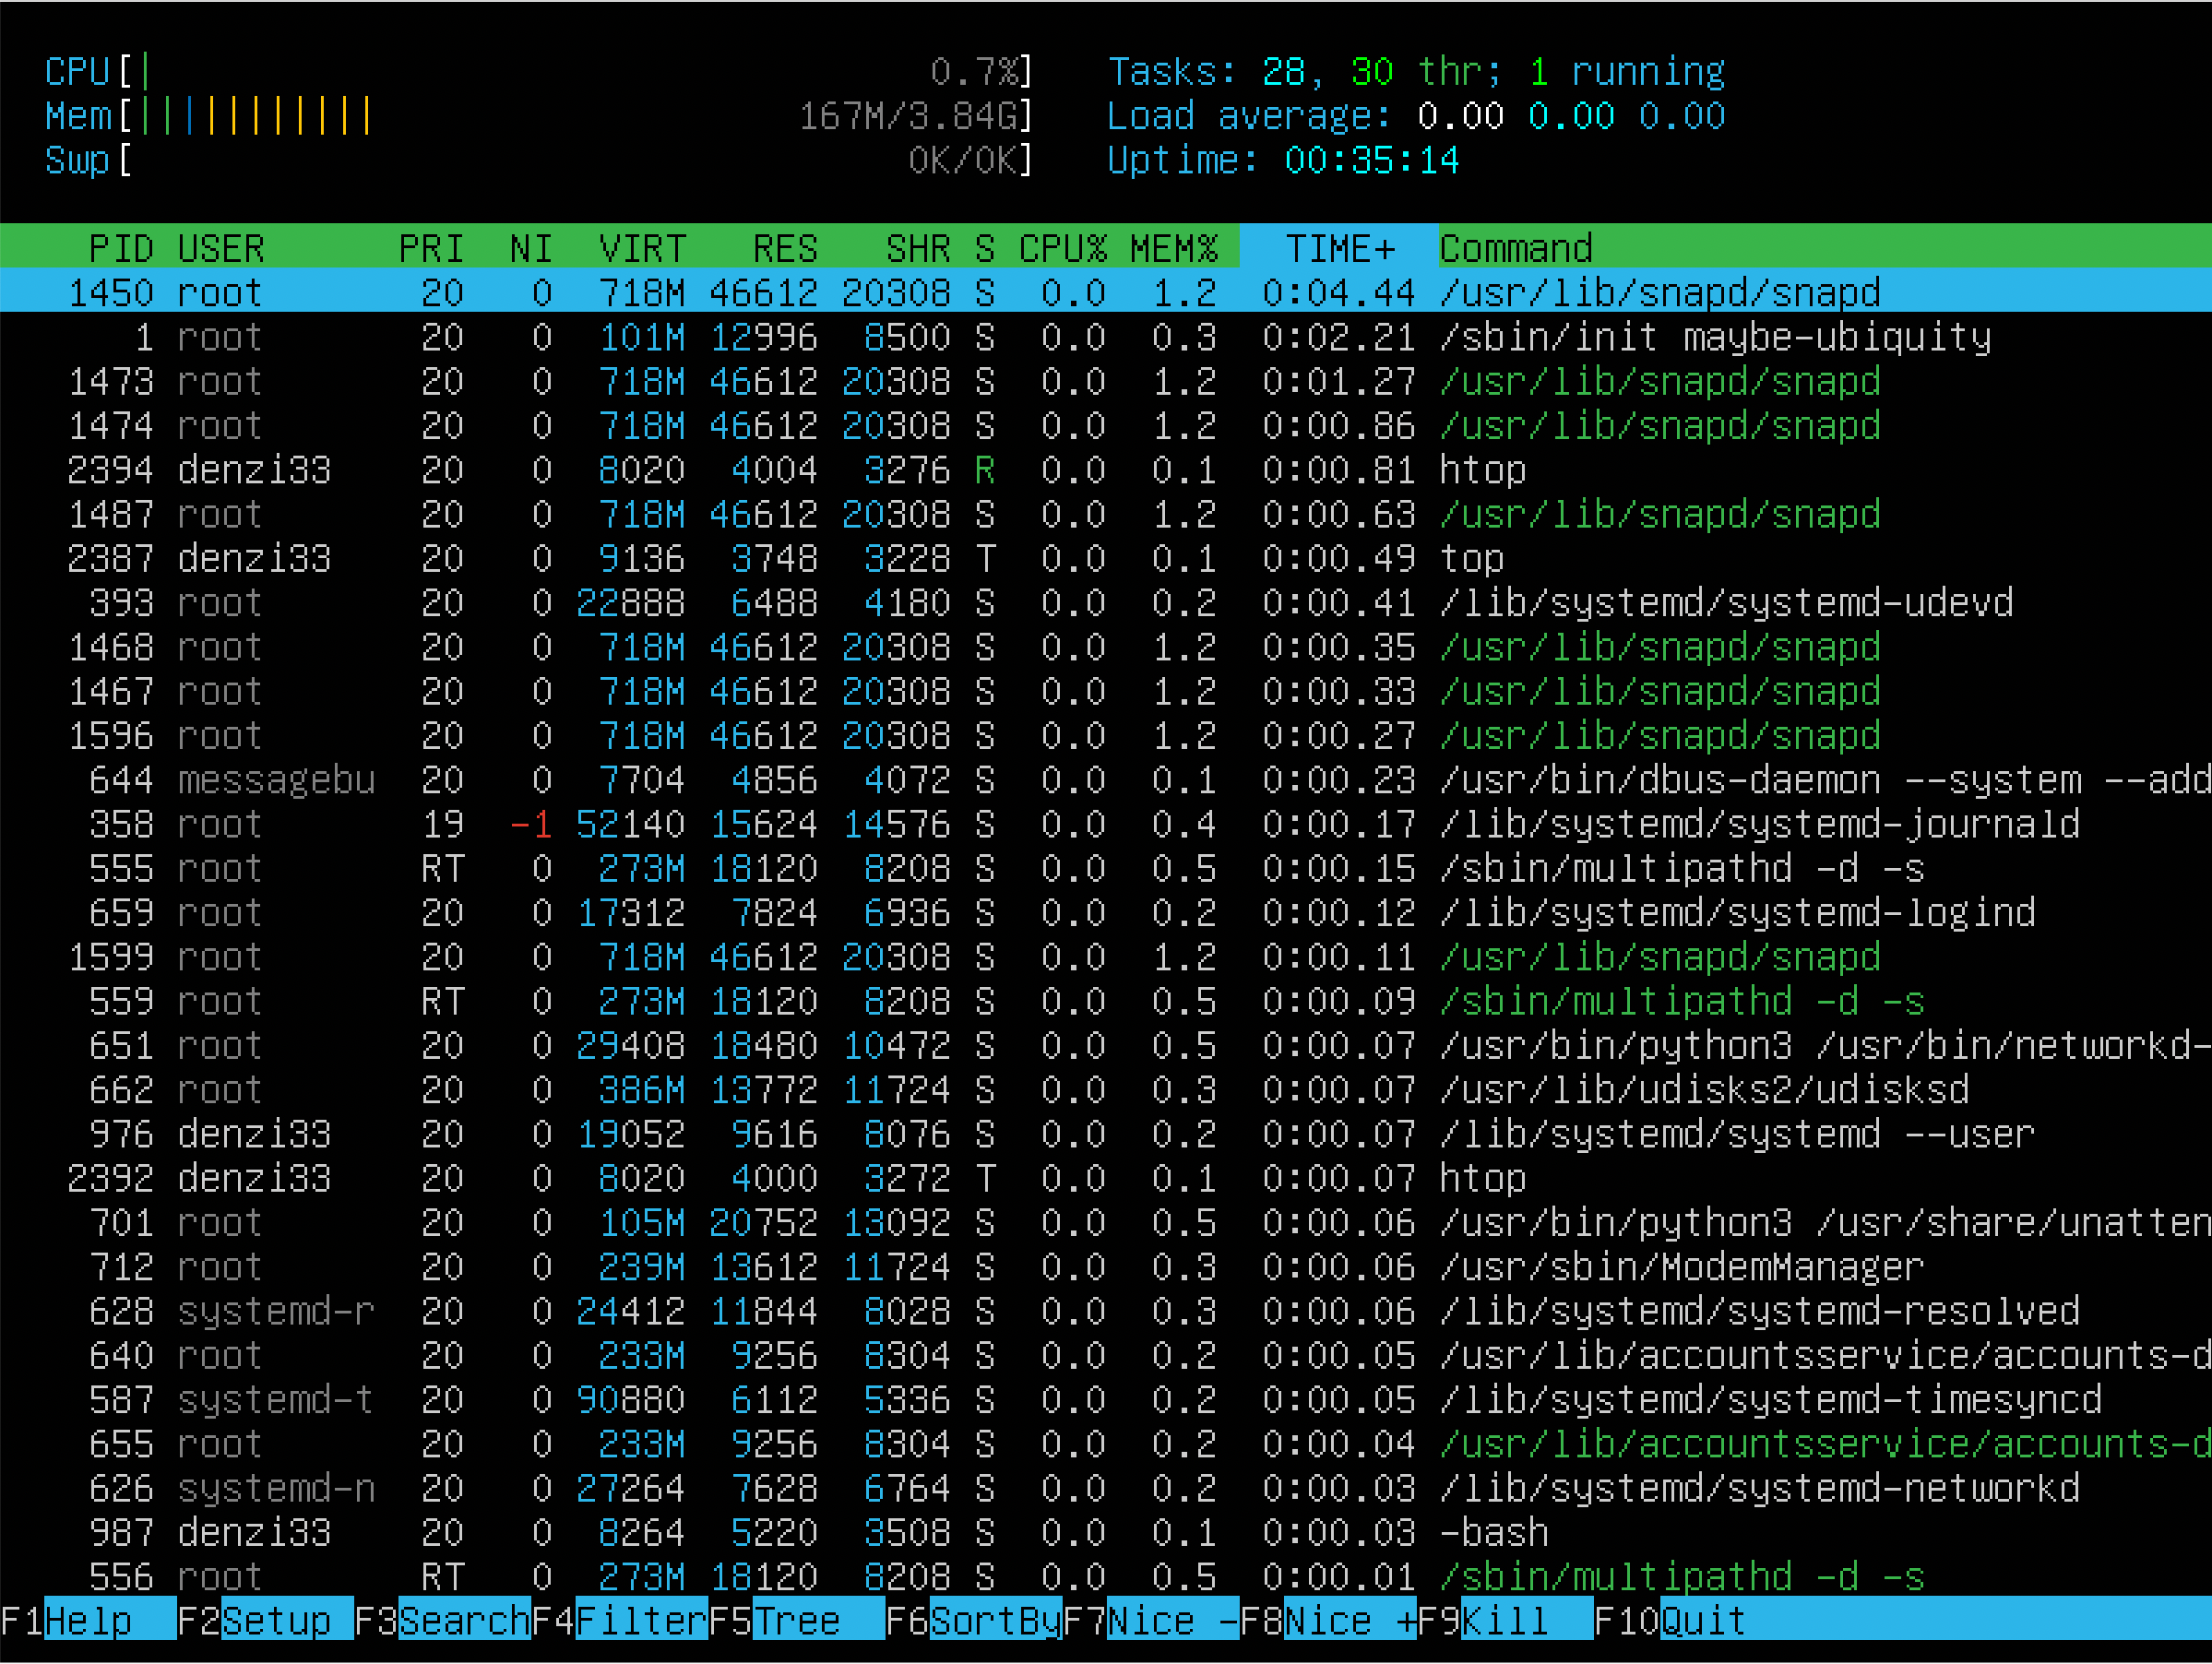 CPU[| 0.7%] Tasks: 28, 30 thr; 1 running
Mem[||||||||||| 167M/3.84G] Load average: 0.00 0.00 0.00
Swp[ 0K/0K] Uptime: 00:35:14
PID USER PRI NI VIRT RES SHR S CPU% MEM% TIME+ Command
1450 root 20 0 718M 46612 20308 S 0.0 1.2 0:04.44 /usr/lib/snapd/snapd
1 root 20 0 101M 12996 8500 S 0.0 0.3 0:02.21 /sbin/init maybe-ubiquity
1473 root 20 0 718M 46612 20308 S 0.0 1.2 0:01.27 /usr/lib/snapd/snapd
1474 root 20 0 718M 46612 20308 S 0.0 1.2 0:00.86 /usr/lib/snapd/snapd
2394 denzi33 20 0 8020 4004 3276 R 0.0 0.1 0:00.81 htop
1487 root 20 0 718M 46612 20308 S 0.0 1.2 0:00.63 /usr/lib/snapd/snapd
2387 denzi33 20 0 9136 3748 3228 T 0.0 0.1 0:00.49 top
393 root 20 0 22888 6488 4180 S 0.0 0.2 0:00.41 /lib/systemd/systemd-udevd
1468 root 20 0 718M 46612 20308 S 0.0 1.2 0:00.35 /usr/lib/snapd/snapd
1467 root 20 0 718M 46612 20308 S 0.0 1.2 0:00.33 /usr/lib/snapd/snapd
1596 root 20 0 718M 46612 20308 S 0.0 1.2 0:00.27 /usr/lib/snapd/snapd
644 messagebu 20 0 7704 4856 4072 S 0.0 0.1 0:00.23 /usr/bin/dbus-daemon --system --add
358 root 19 -1 52140 15624 14576 S 0.0 0.4 0:00.17 /lib/systemd/systemd-journald
555 root RT 0 273M 18120 8208 S 0.0 0.5 0:00.15 /sbin/multipathd -d -s
659 root 20 0 17312 7824 6936 S 0.0 0.2 0:00.12 /lib/systemd/systemd-logind
1599 root 20 0 718M 46612 20308 S 0.0 1.2 0:00.11 /usr/lib/snapd/snapd
559 root RT 0 273M 18120 8208 S 0.0 0.5 0:00.09 /sbin/multipathd -d -s
651 root 20 0 29408 18480 10472 S 0.0 0.5 0:00.07 /usr/bin/python3 /usr/bin/networkd-
662 root 20 0 386M 13772 11724 S 0.0 0.3 0:00.07 /usr/lib/udisks2/udisksd
976 denzi33 20 0 19052 9616 8076 S 0.0 0.2 0:00.07 /lib/systemd/systemd --user
2392 denzi33 20 0 8020 4000 3272 T 0.0 0.1 0:00.07 htop
701 root 20 0 105M 20752 13092 S 0.0 0.5 0:00.06 /usr/bin/python3 /usr/share/unatten
712 root 20 0 239M 13612 11724 S 0.0 0.3 0:00.06 /usr/sbin/ModemManager
628 systemd-r 20 0 24412 11844 8028 S 0.0 0.3 0:00.06 /lib/systemd/systemd-resolved
640 root 20 0 233M 9256 8304 S 0.0 0.2 0:00.05 /usr/lib/accountsservice/accounts-d
587 systemd-t 20 0 90880 6112 5336 S 0.0 0.2 0:00.05 /lib/systemd/systemd-timesyncd
655 root 20 0 233M 9256 8304 S 0.0 0.2 0:00.04 /usr/lib/accountsservice/accounts-d
626 systemd-n 20 0 27264 7628 6764 S 0.0 0.2 0:00.03 /lib/systemd/systemd-networkd
987 denzi33 20 0 8264 5220 3508 S 0.0 0.1 0:00.03 -bash
556 root RT 0 273M 18120 8208 S 0.0 0.5 0:00.01 /sbin/multipathd -d -s
F1Help F2Setup F3SearchF4FilterF5Tree F6SortByF7Nice -F8Nice +F9Kill F10Quit